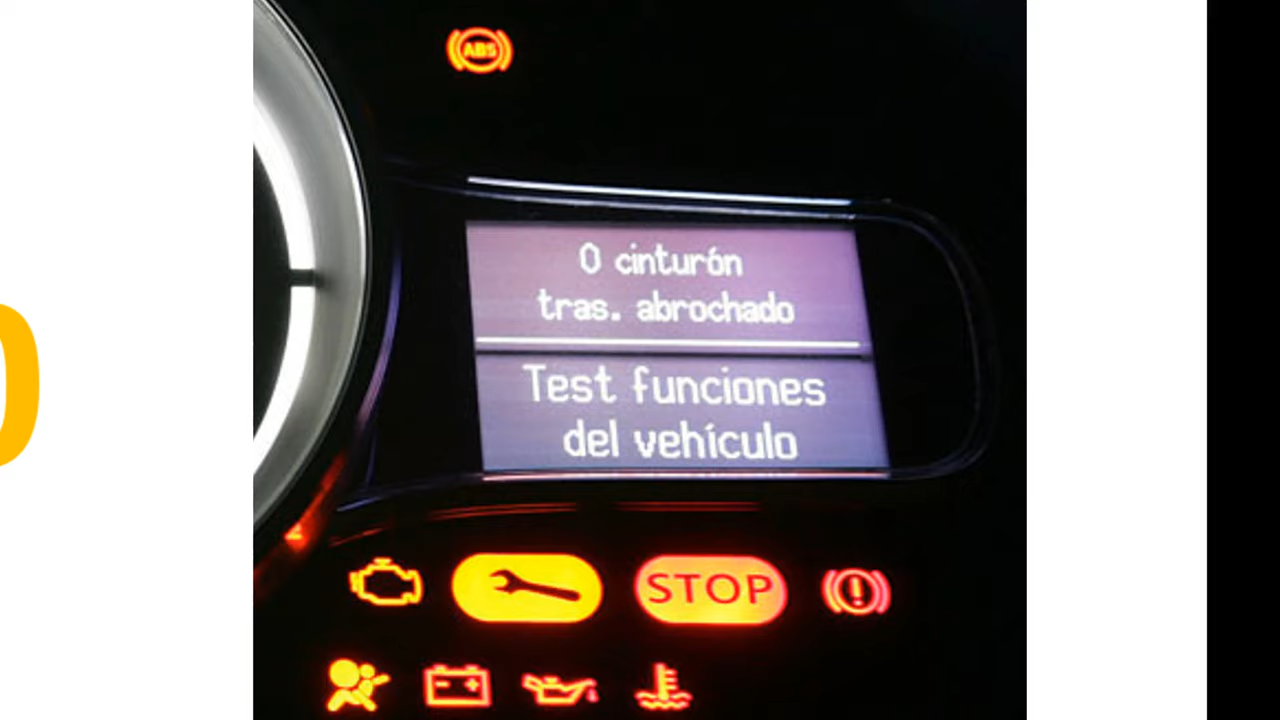 ABS
0 cinturón
tras. abrochado
Test funciones
del vehículo
STOP